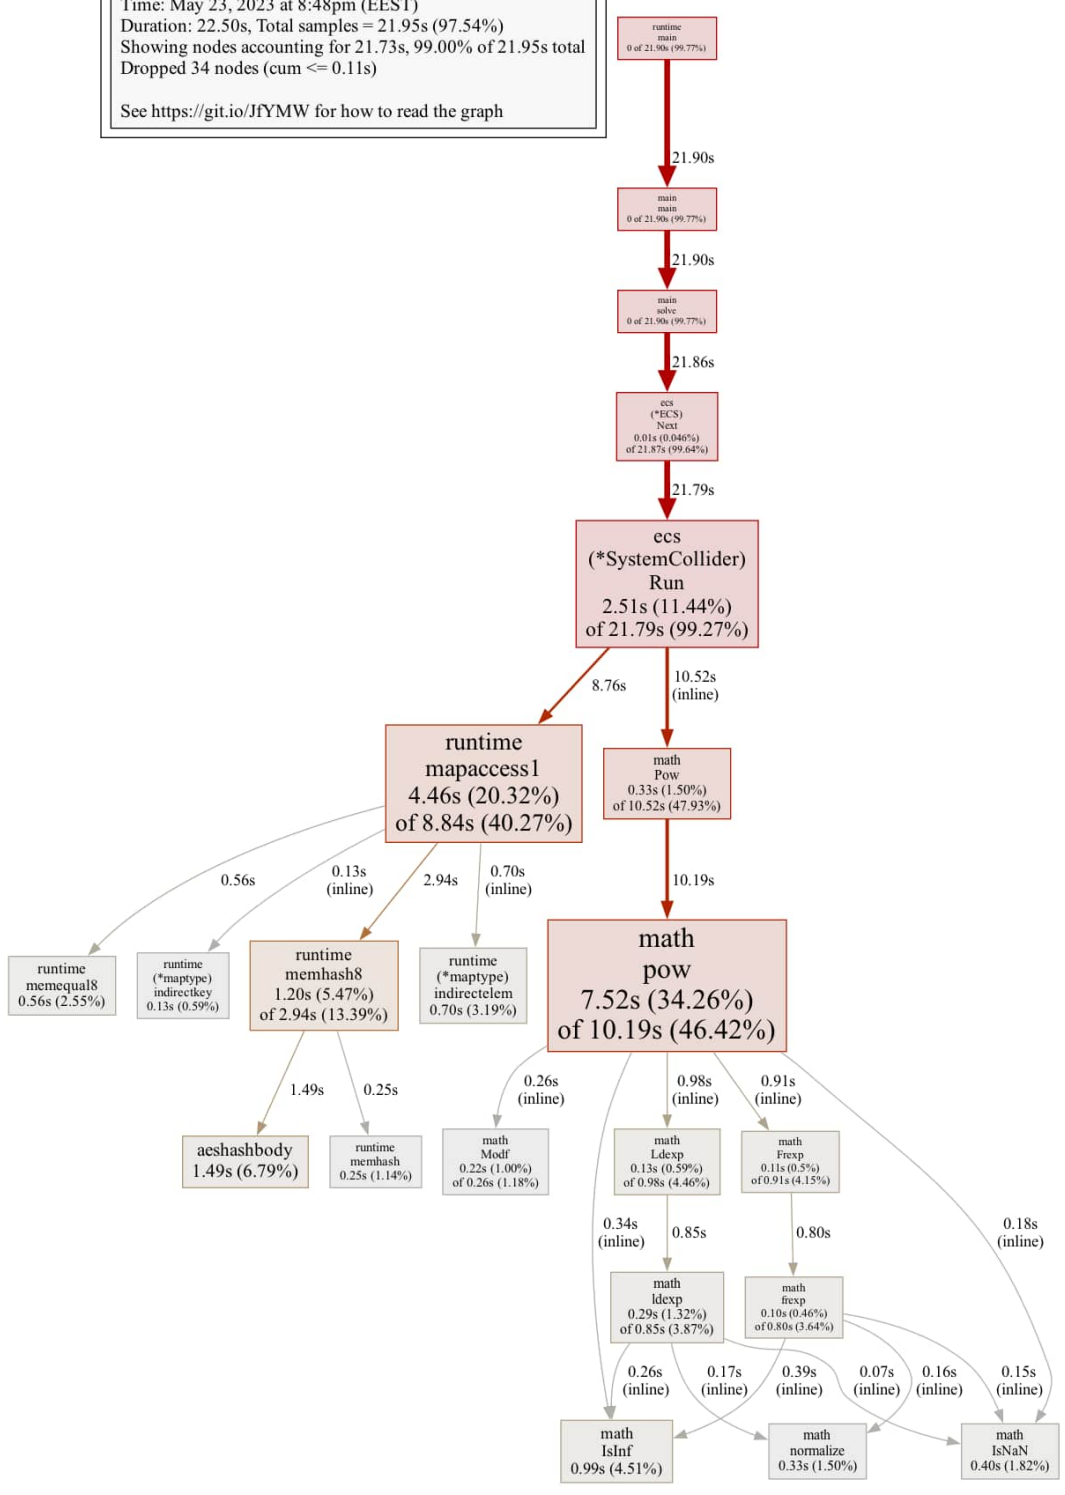 Time: May 23, 2023 at 8:48pm (EEST)
Duration: 22.50s, Total samples = 21.95s (97.54%)
Showing nodes accounting for 21.73s, 99.00% of 21.95s total
Dropped 34 nodes (cum <= 0.11s)
See https://git.io/JfYMW for how to read the graph
runtime
main
0 of 21.90s (99.77%)
21.90s
main
main
0 of 21.90s (99.77%)
21.90s
main
solve
0 of 21.90s (99.77%)
21.86s
ecs
(*ECS)
Next
0.01s (0.046%)
of 21.87s (99.64%)
21.79s
ecs
(*SystemCollider)
Run
2.51s (11.44%)
of 21.79s (99.27%)
8.76s
10.52s
(inline)
runtime
mapaccess1
4.46s (20.32%)
of 8.84s (40.27%)
math
Pow
0.33s (1.50%)
of 10.52s (47.93%)
0.56s
0.13s
(inline)
2.94s
0.70s
(inline)
10.19s
runtime
memequal8
0.56s (2.55%)
runtime
(*maptype)
indirectkey
0.13s (0.59%)
runtime
memhash8
1.20s (5.47%)
of 2.94s (13.39%)
runtime
(*maptype)
indirectelem
0.70s (3.19%)
math
pow
7.52s (34.26%)
of 10.19s (46.42%)
1.49s
0.25s
0.26s
(inline)
0.98s
(inline)
0.91s
(inline)
aeshashbody
1.49s (6.79%)
runtime
memhash
0.25s (1.14%)
math
Modf
0.22s (1.00%)
of 0.26s (1.18%)
math
Ldexp
0.13s (0.59%)
of 0.98s (4.46%)
math
Frexp
0.11s (0.5%)
of 0.91s (4.15%)
0.34s
(inline)
0.85s
0.80s
0.18s
(inline)
math
ldexp
0.29s (1.32%)
of 0.85s (3.87%)
math
frexp
0.10s (0.46%)
of 0.80s (3.64%)
0.26s
(inline)
0.17s
(inline)
0.39s
(inline)
0.07s
(inline)
0.16s
(inline)
0.15s
(inline)
math
IsInf
0.99s (4.51%)
math
normalize
0.33s (1.50%)
math
IsNaN
0.40s (1.82%)